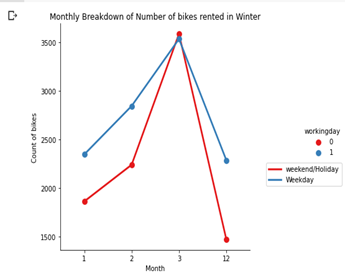 Monthly Breakdown of Number of bikes rented in Winter
Count of bikes
3500
3000
2500
2000
1500
1
2
3
12
Month
workingday
0
1
weekend/Holiday
Weekday